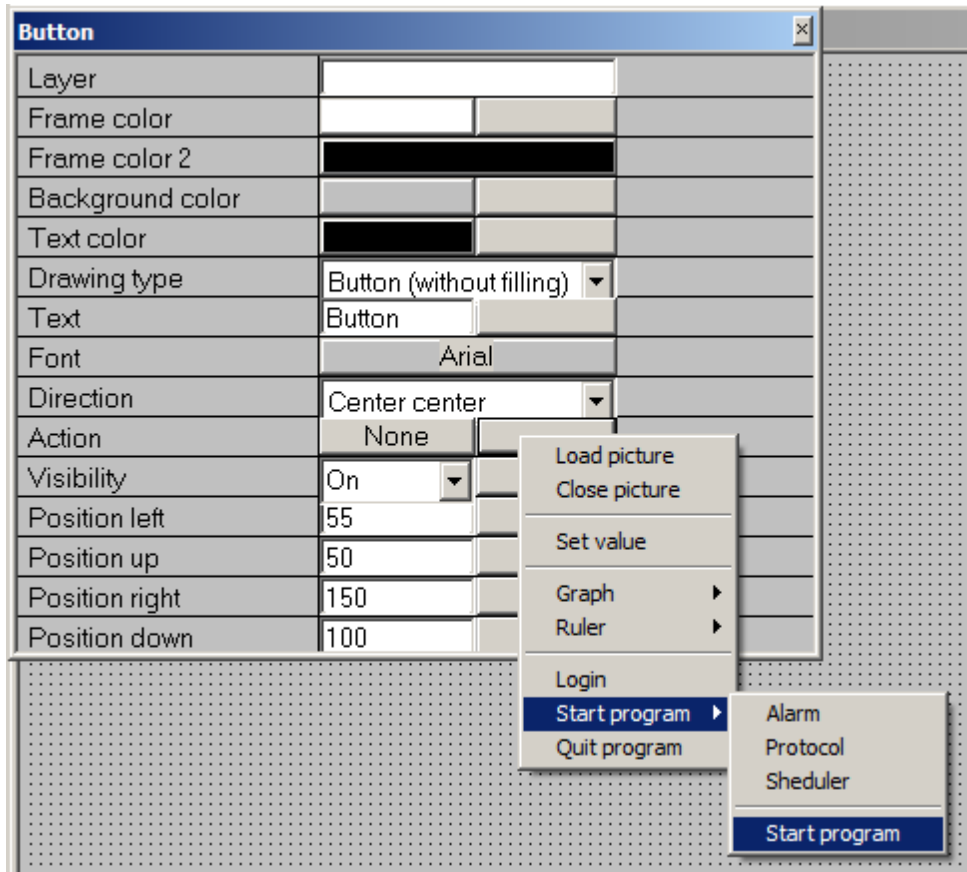 Button
Layer
Frame color
Frame color 2
Background color
Text color
Drawing type Button (without filling)
Text Button
Font Arial
Direction Center center
Action None
Visibility On
Position left 55
Position up 50
Position right 150
Position down 100
Load picture
Close picture
Set value
Graph
Ruler
Login
Start program
Quit program
Alarm
Protocol
Sheduler
Start program